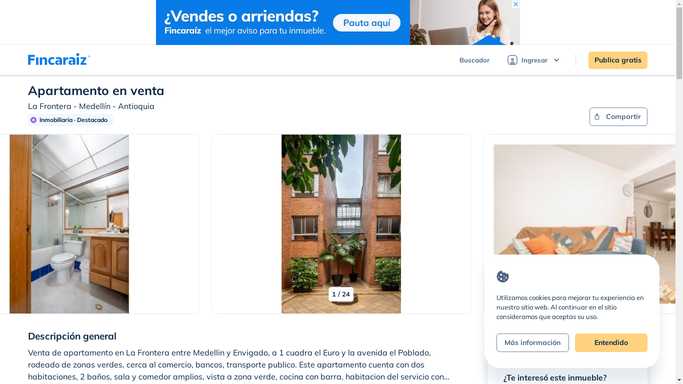 ¿Vendes o arriendas?
Fincaraíz el mejor aviso para tu inmueble.
Pauta aquí
Fincaraíz
Buscador
Ingresar
Publica gratis
Apartamento en venta
La Frontera - Medellín - Antioquia
Inmobiliaria · Destacado
Compartir
1 / 24
Utilizamos cookies para mejorar tu experiencia en
nuestro sitio web. Al continuar en el sitio
consideramos que aceptas su uso.
Más información
Entendido
Descripción general
Venta de apartamento en La Frontera entre Medellin y Envigado, a 1 cuadra el Euro y la avenida el Poblado,
rodeado de zonas verdes, cerca al comercio, bancos, transporte publico. Este apartamento cuenta con dos
habitaciones, 2 baños, sala y comedor amplios, vista a zona verde, cocina con barra, habitacion del servicio con...
¿Te interesó este inmueble?